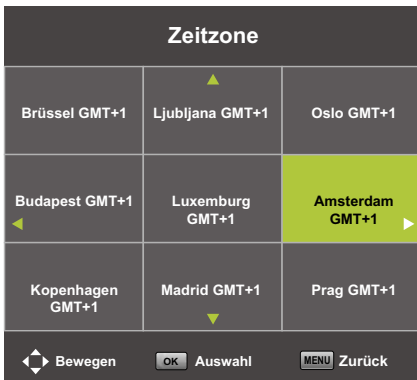 Zeitzone
Brüssel GMT+1
Ljubljana GMT+1
Oslo GMT+1
Budapest GMT+1
Luxemburg
GMT+1
Amsterdam
GMT+1
Kopenhagen
GMT+1
Madrid GMT+1
Prag GMT+1
Bewegen
OK Auswahl
MENU Zurück